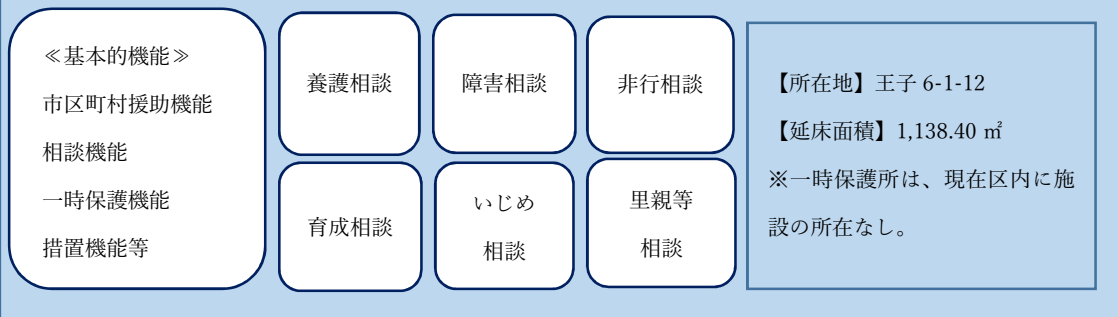 ≪基本的機能≫
市区町村援助機能
相談機能
一時保護機能
措置機能等
養護相談
障害相談
非行相談
育成相談
いじめ
相談
里親等
相談
【所在地】王子 6-1-12
【延床面積】1,138.40 ㎡
※一時保護所は、現在区内に施
設の所在なし。